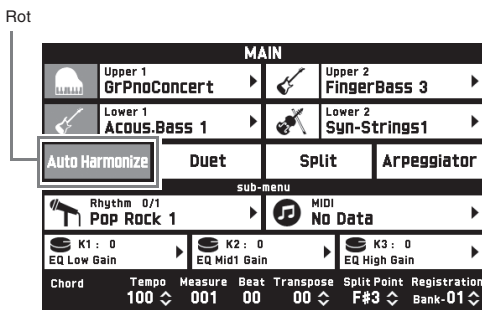 Rot
MAIN
Upper 1
GrPnoConcert
Upper 2
FingerBass 3
Lower 1
Acous.Bass 1
Lower 2
Syn-Strings1
Auto Harmonize
Duet
Split
Arpeggiator
sub-menu
Rhythm 0/1
Pop Rock 1
MIDI
No Data
K1 : 0
EQ Low Gain
K2 : 0
EQ Mid1 Gain
K3 : 0
EQ High Gain
Chord Tempo Measure Beat Transpose Split Point Registration
100 001 00 00 F#3 Bank-01